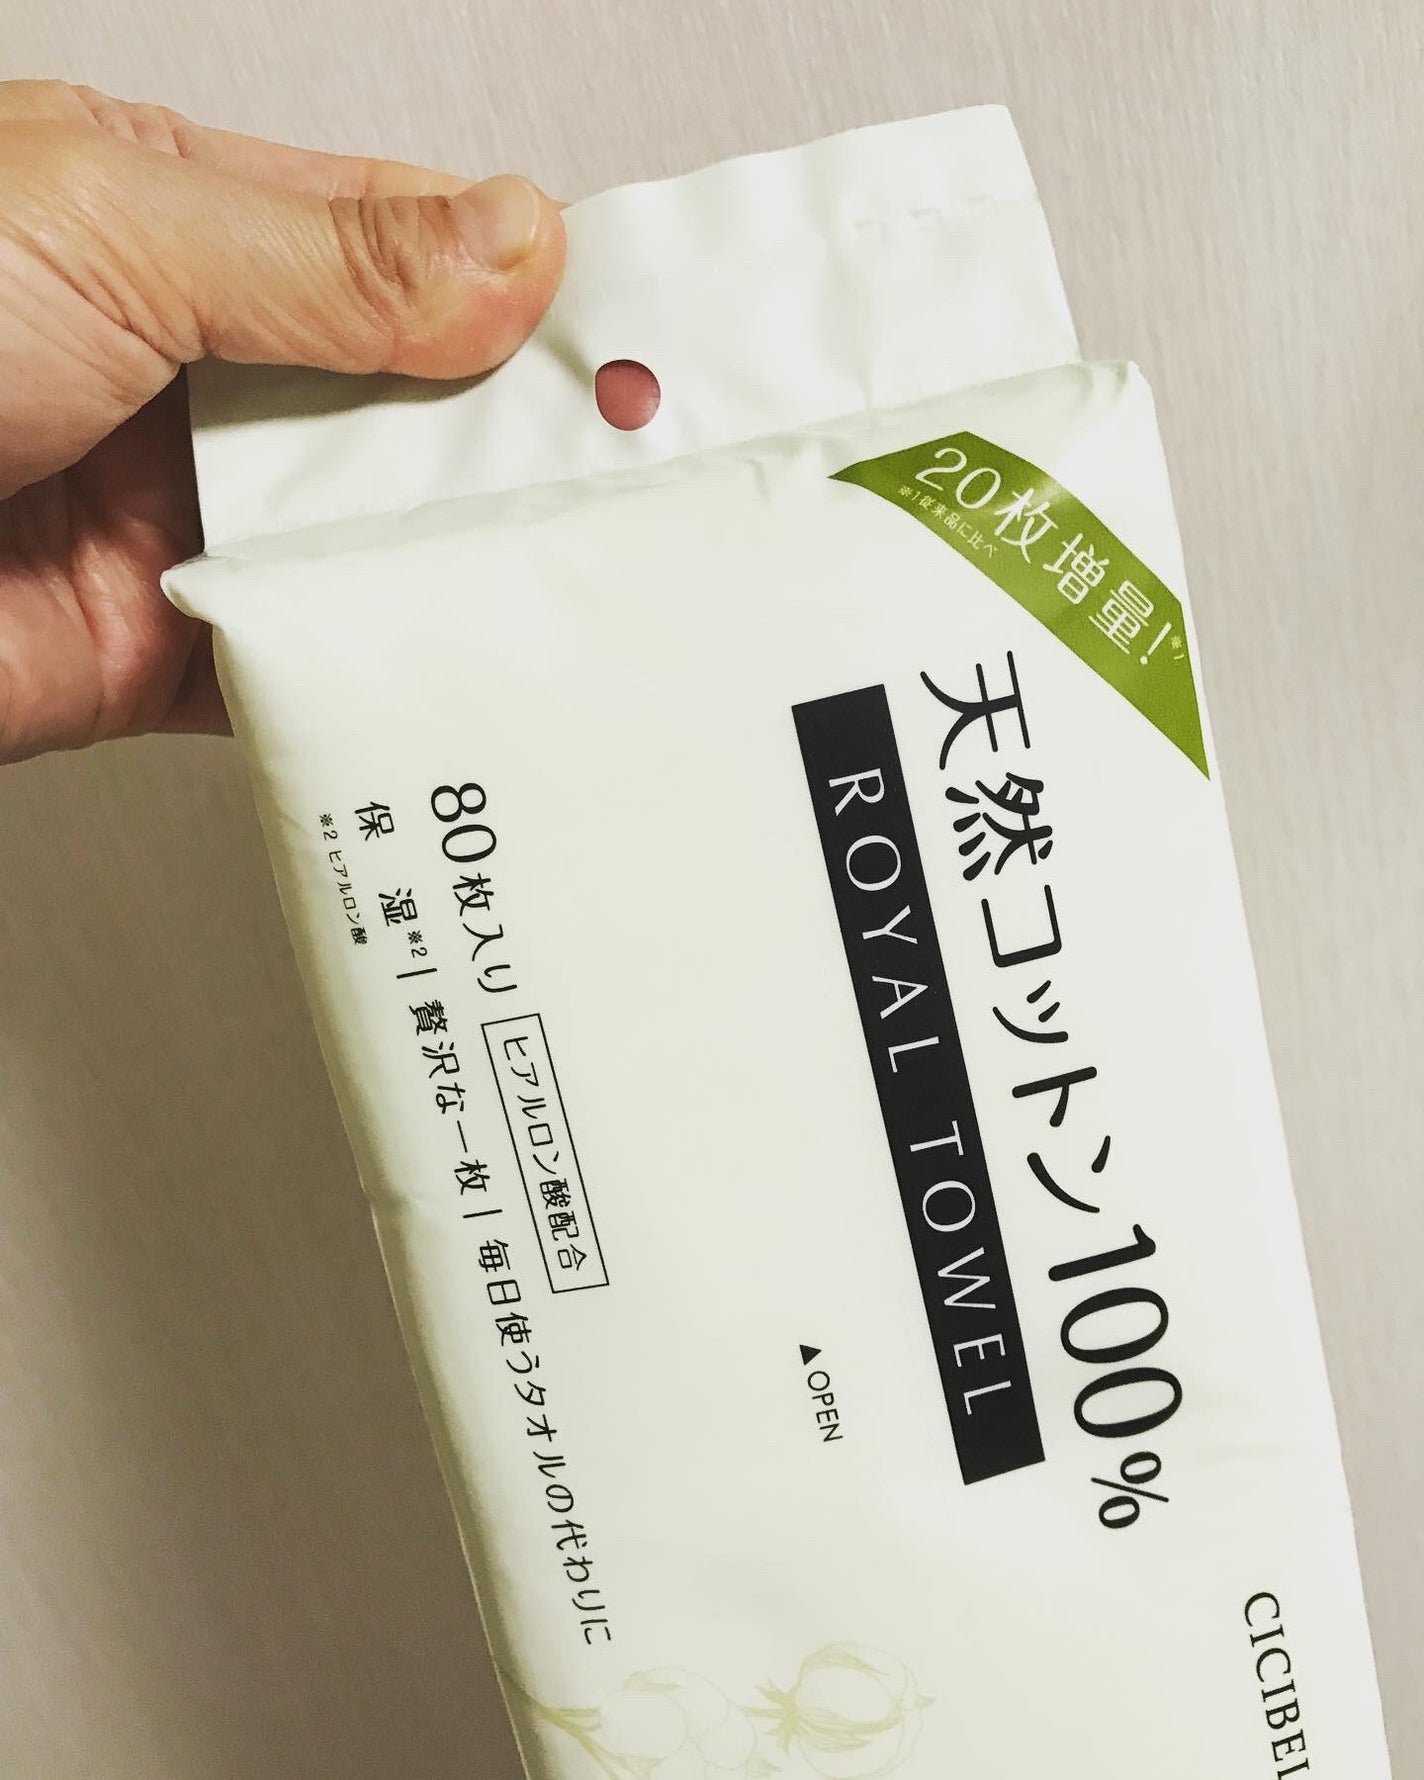 20枚増量!※1
※1従来品に比べ
天然コットン100%
ROYAL TOWEL
▲OPEN
80枚入り ヒアルロン酸配合
保 湿※2|贅沢な一枚|毎日使うタオルの代わりに
※2 ヒアルロン酸
CICIBEL